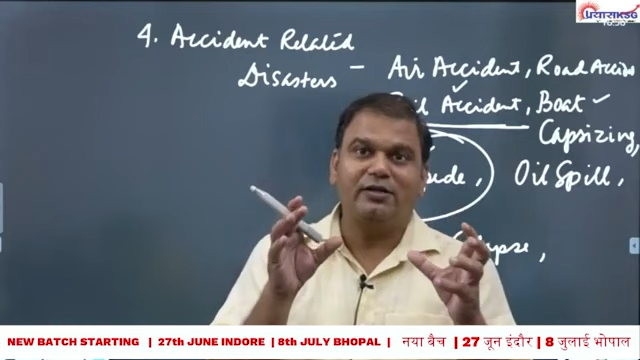 4. Accident Related
Disasters - Air Accident, Road
Accident, Boat
Capsizing,
Oil Spill,
NEW BATCH STARTING | 27th JUNE INDORE | 8th JULY BHOPAL | नया बैच | 27 जून इंदौर | 8 जुलाई भोपाल